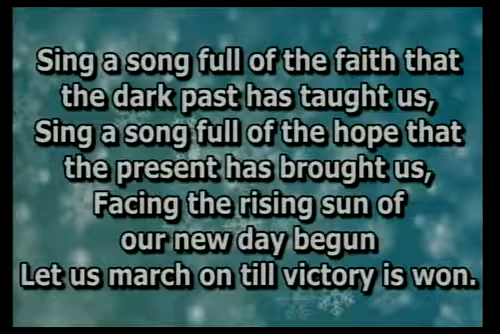 Sing a song full of the faith that
the dark past has taught us,
Sing a song full of the hope that
the present has brought us,
Facing the rising sun of
our new day begun
Let us march on till victory is won.